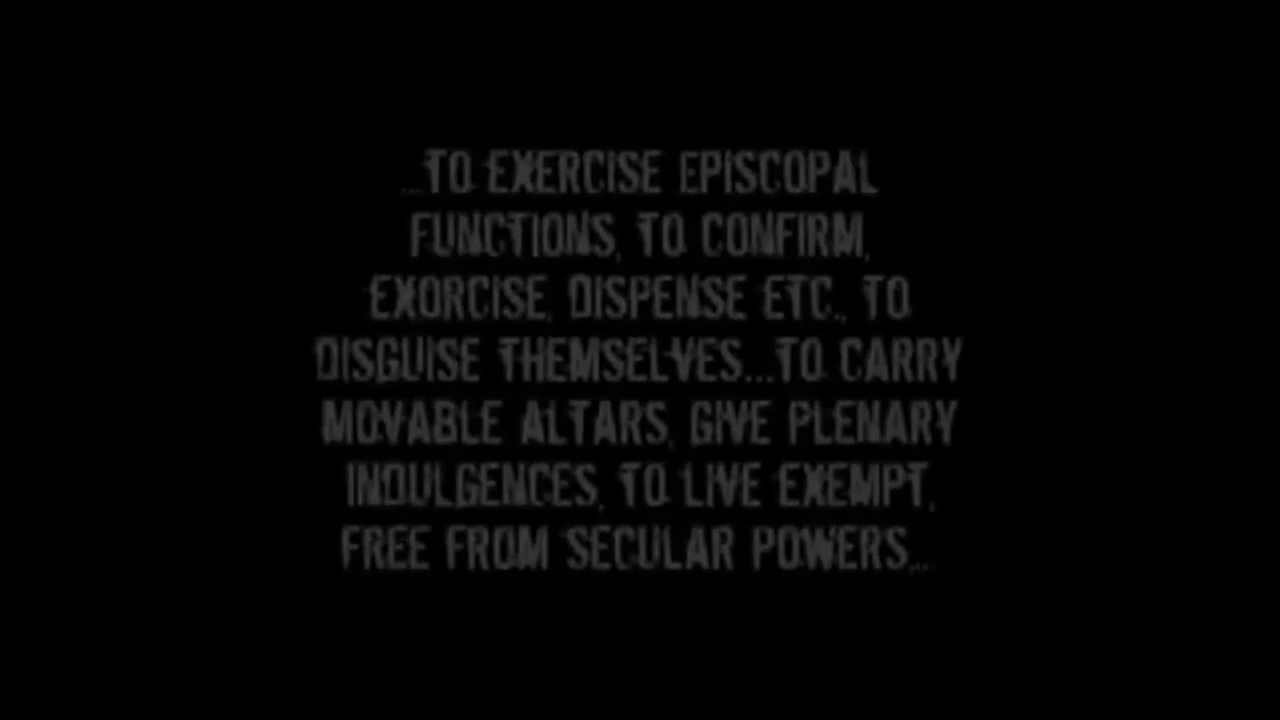 ...TO EXERCISE EPISCOPAL
FUNCTIONS, TO CONFIRM,
EXORCISE, DISPENSE ETC., TO
DISGUISE THEMSELVES...TO CARRY
MOVABLE ALTARS, GIVE PLENARY
INDULGENCES, TO LIVE EXEMPT,
FREE FROM SECULAR POWERS...